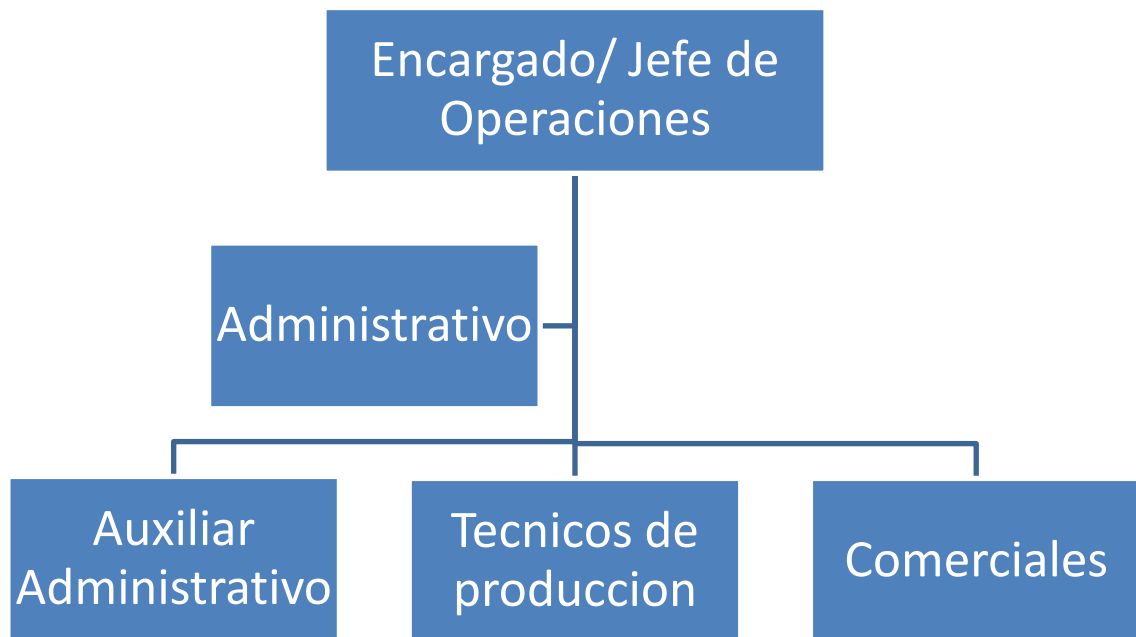 Encargado/ Jefe de
Operaciones
Administrativo
Auxiliar
Administrativo
Tecnicos de
produccion
Comerciales